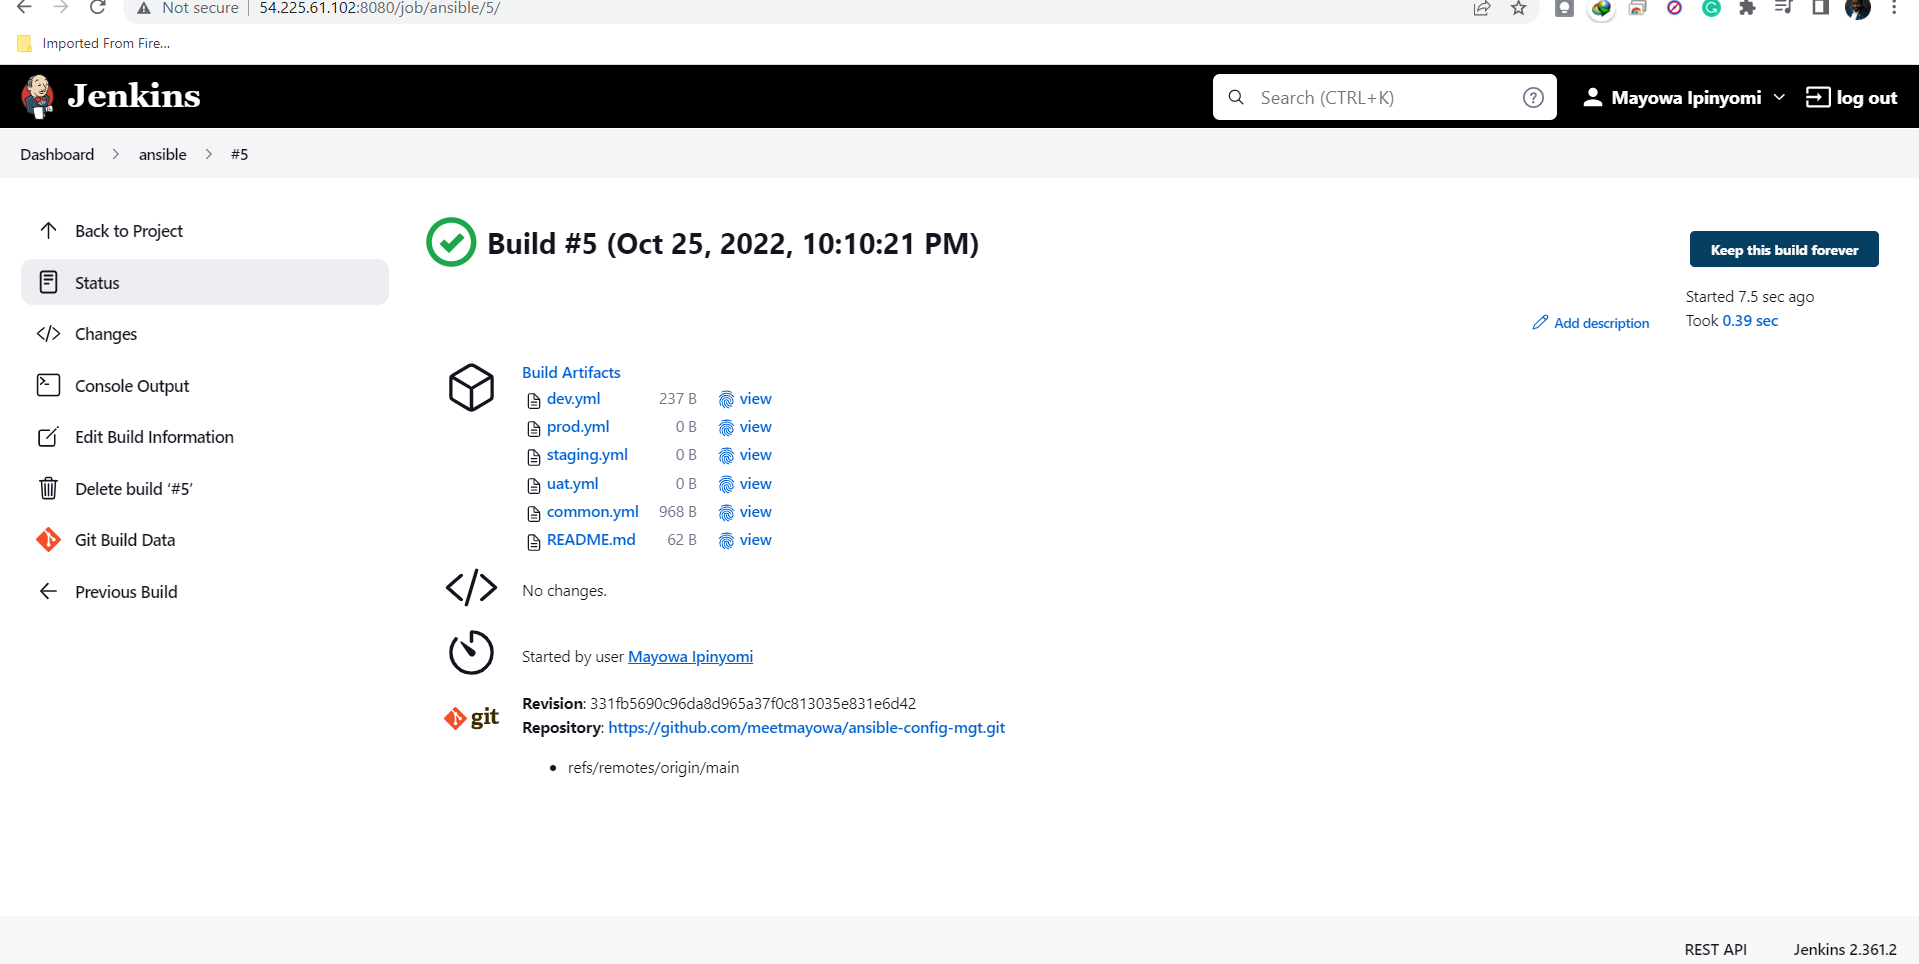 Not secure | 54.225.61.102:8080/job/ansible/5/
Imported From Fire...
Jenkins
Search (CTRL+K)
Mayowa Ipinyomi
log out
Dashboard > ansible > #5
Back to Project
Status
Changes
Console Output
Edit Build Information
Delete build ‘#5’
Git Build Data
Previous Build
Build #5 (Oct 25, 2022, 10:10:21 PM)
Keep this build forever
Started 7.5 sec ago
Took 0.39 sec
Add description
Build Artifacts
dev.yml 237 B view
prod.yml 0 B view
staging.yml 0 B view
uat.yml 0 B view
common.yml 968 B view
README.md 62 B view
No changes.
Started by user Mayowa Ipinyomi
git
Revision: 331fb5690c96da8d965a37f0c813035e831e6d42
Repository: https://github.com/meetmayowa/ansible-config-mgt.git
• refs/remotes/origin/main
REST API
Jenkins 2.361.2